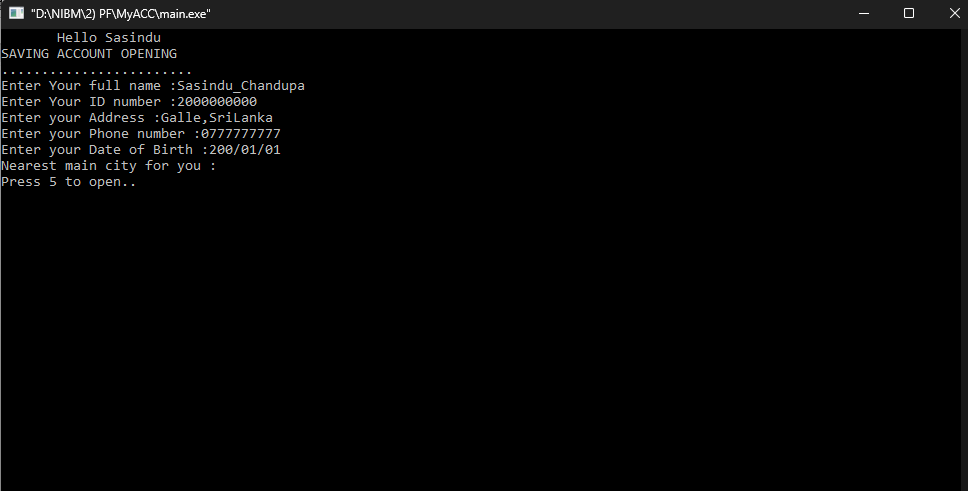 "D:\NIBM\2) PF\MyACC\main.exe"
Hello Sasindu
SAVING ACCOUNT OPENING
........................
Enter Your full name :Sasindu_Chandupa
Enter Your ID number :2000000000
Enter your Address :Galle,SriLanka
Enter your Phone number :0777777777
Enter your Date of Birth :200/01/01
Nearest main city for you :
Press 5 to open..